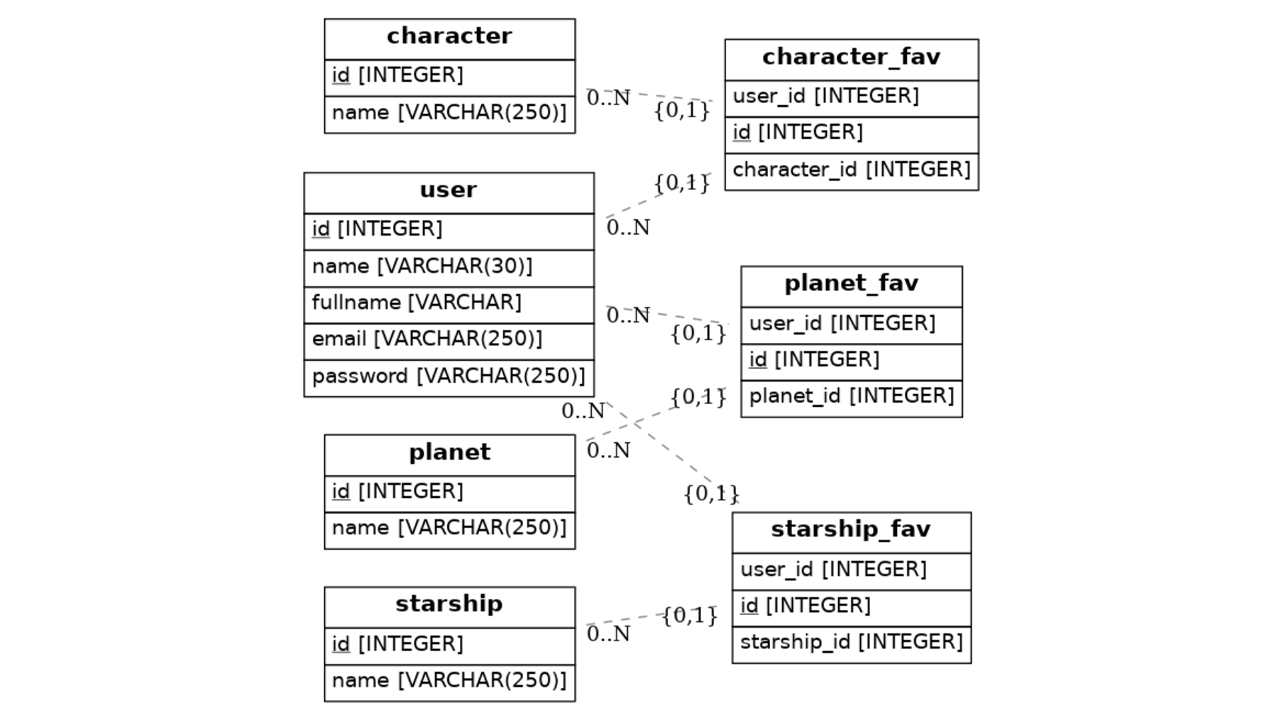 character
id [INTEGER]
name [VARCHAR(250)]
0..N
{0,1}
character_fav
user_id [INTEGER]
id [INTEGER]
character_id [INTEGER]
user
id [INTEGER]
name [VARCHAR(30)]
fullname [VARCHAR]
email [VARCHAR(250)]
password [VARCHAR(250)]
{0,1}
0..N
0..N
{0,1}
planet_fav
user_id [INTEGER]
id [INTEGER]
planet_id [INTEGER]
0..N
{0,1}
planet
id [INTEGER]
name [VARCHAR(250)]
0..N
{0,1}
starship_fav
user_id [INTEGER]
id [INTEGER]
starship_id [INTEGER]
starship
id [INTEGER]
name [VARCHAR(250)]
0..N
{0,1}